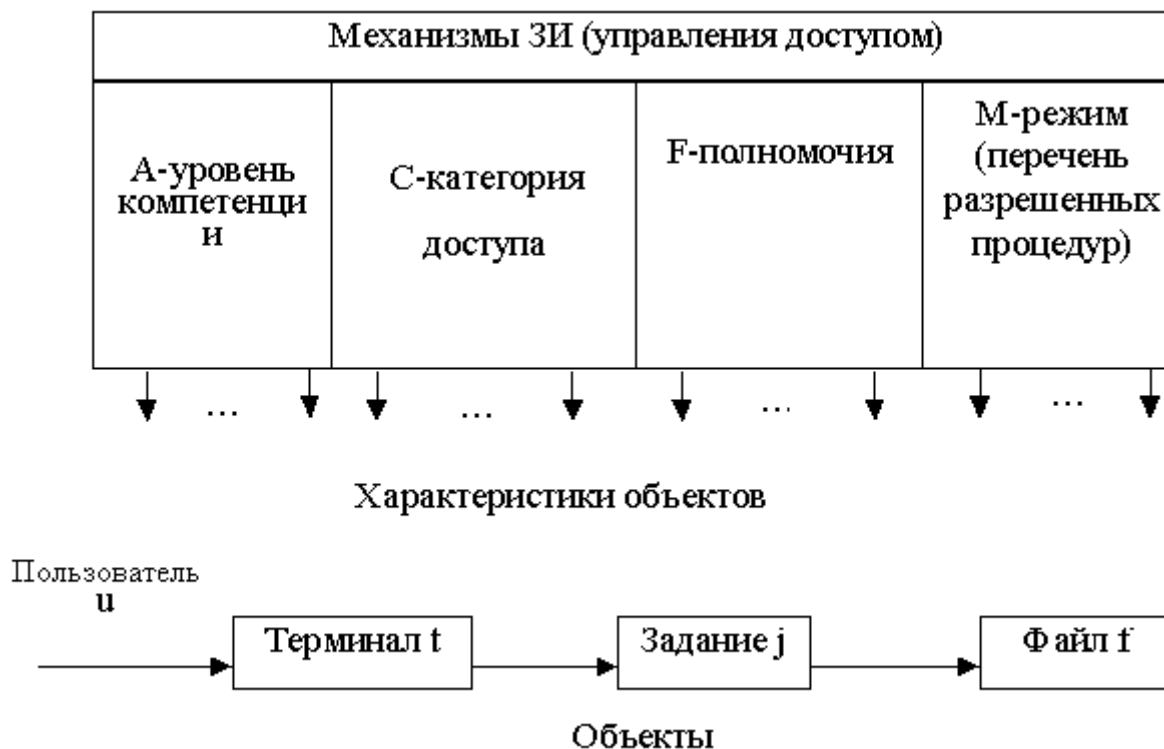 Механизмы ЗИ (управления доступом)
А-уровень
компетенци
и
С-категория
доступа
F-полномочия
М-режим
(перечень
разрешенных
процедур)
... ... ... ...
Характеристики объектов
Пользователь
u
Терминал t
Задание j
Файл f
Объекты